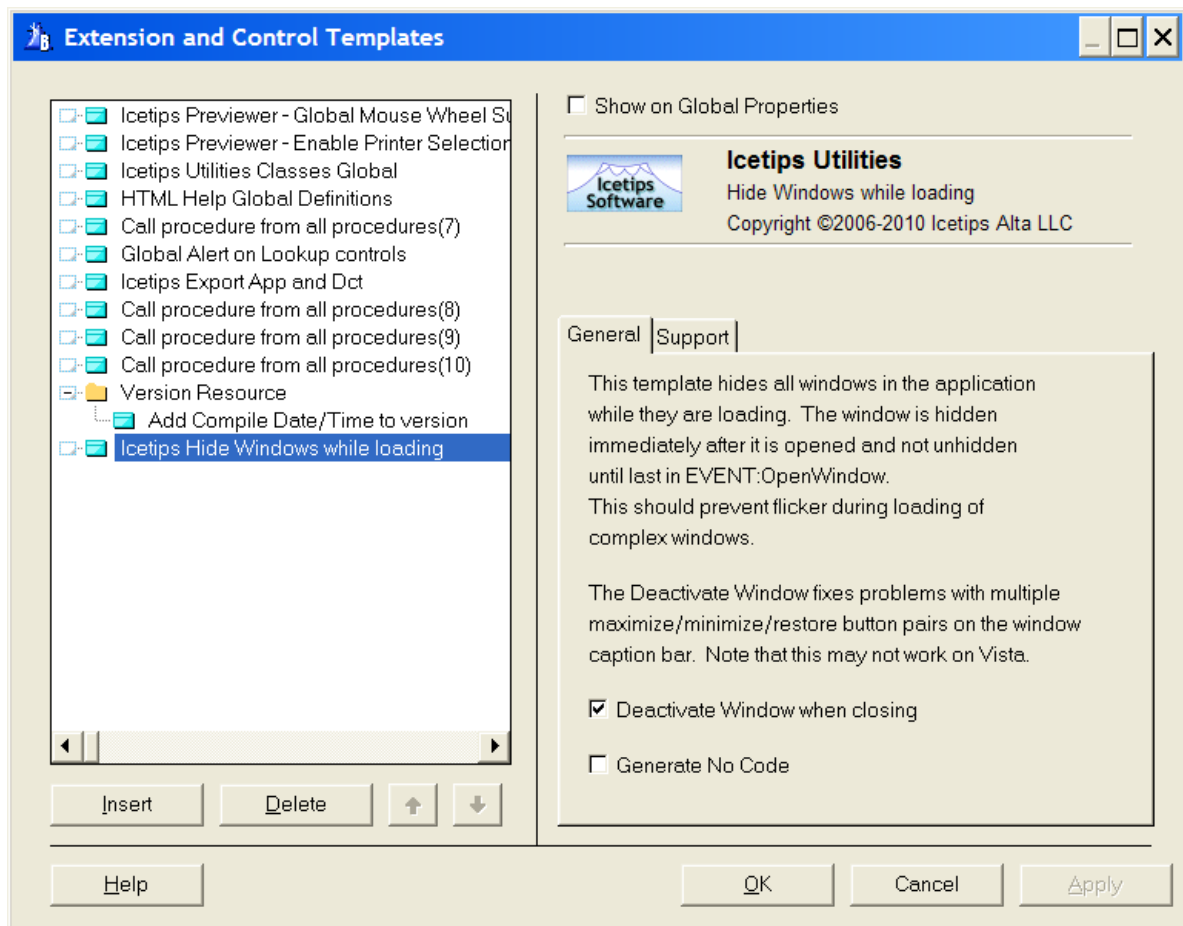 Extension and Control Templates
Icetips Previewer - Global Mouse Wheel Su
Icetips Previewer - Enable Printer Selection
Icetips Utilities Classes Global
HTML Help Global Definitions
Call procedure from all procedures(7)
Global Alert on Lookup controls
Icetips Export App and Dct
Call procedure from all procedures(8)
Call procedure from all procedures(9)
Call procedure from all procedures(10)
Version Resource
Add Compile Date/Time to version
Icetips Hide Windows while loading
Insert
Delete
Show on Global Properties
Icetips
Software
Icetips Utilities
Hide Windows while loading
Copyright ©2006-2010 Icetips Alta LLC
General
Support
This template hides all windows in the application
while they are loading. The window is hidden
immediately after it is opened and not unhidden
until last in EVENT:OpenWindow.
This should prevent flicker during loading of
complex windows.
The Deactivate Window fixes problems with multiple
maximize/minimize/restore button pairs on the window
caption bar. Note that this may not work on Vista.
Deactivate Window when closing
Generate No Code
Help
OK
Cancel
Apply